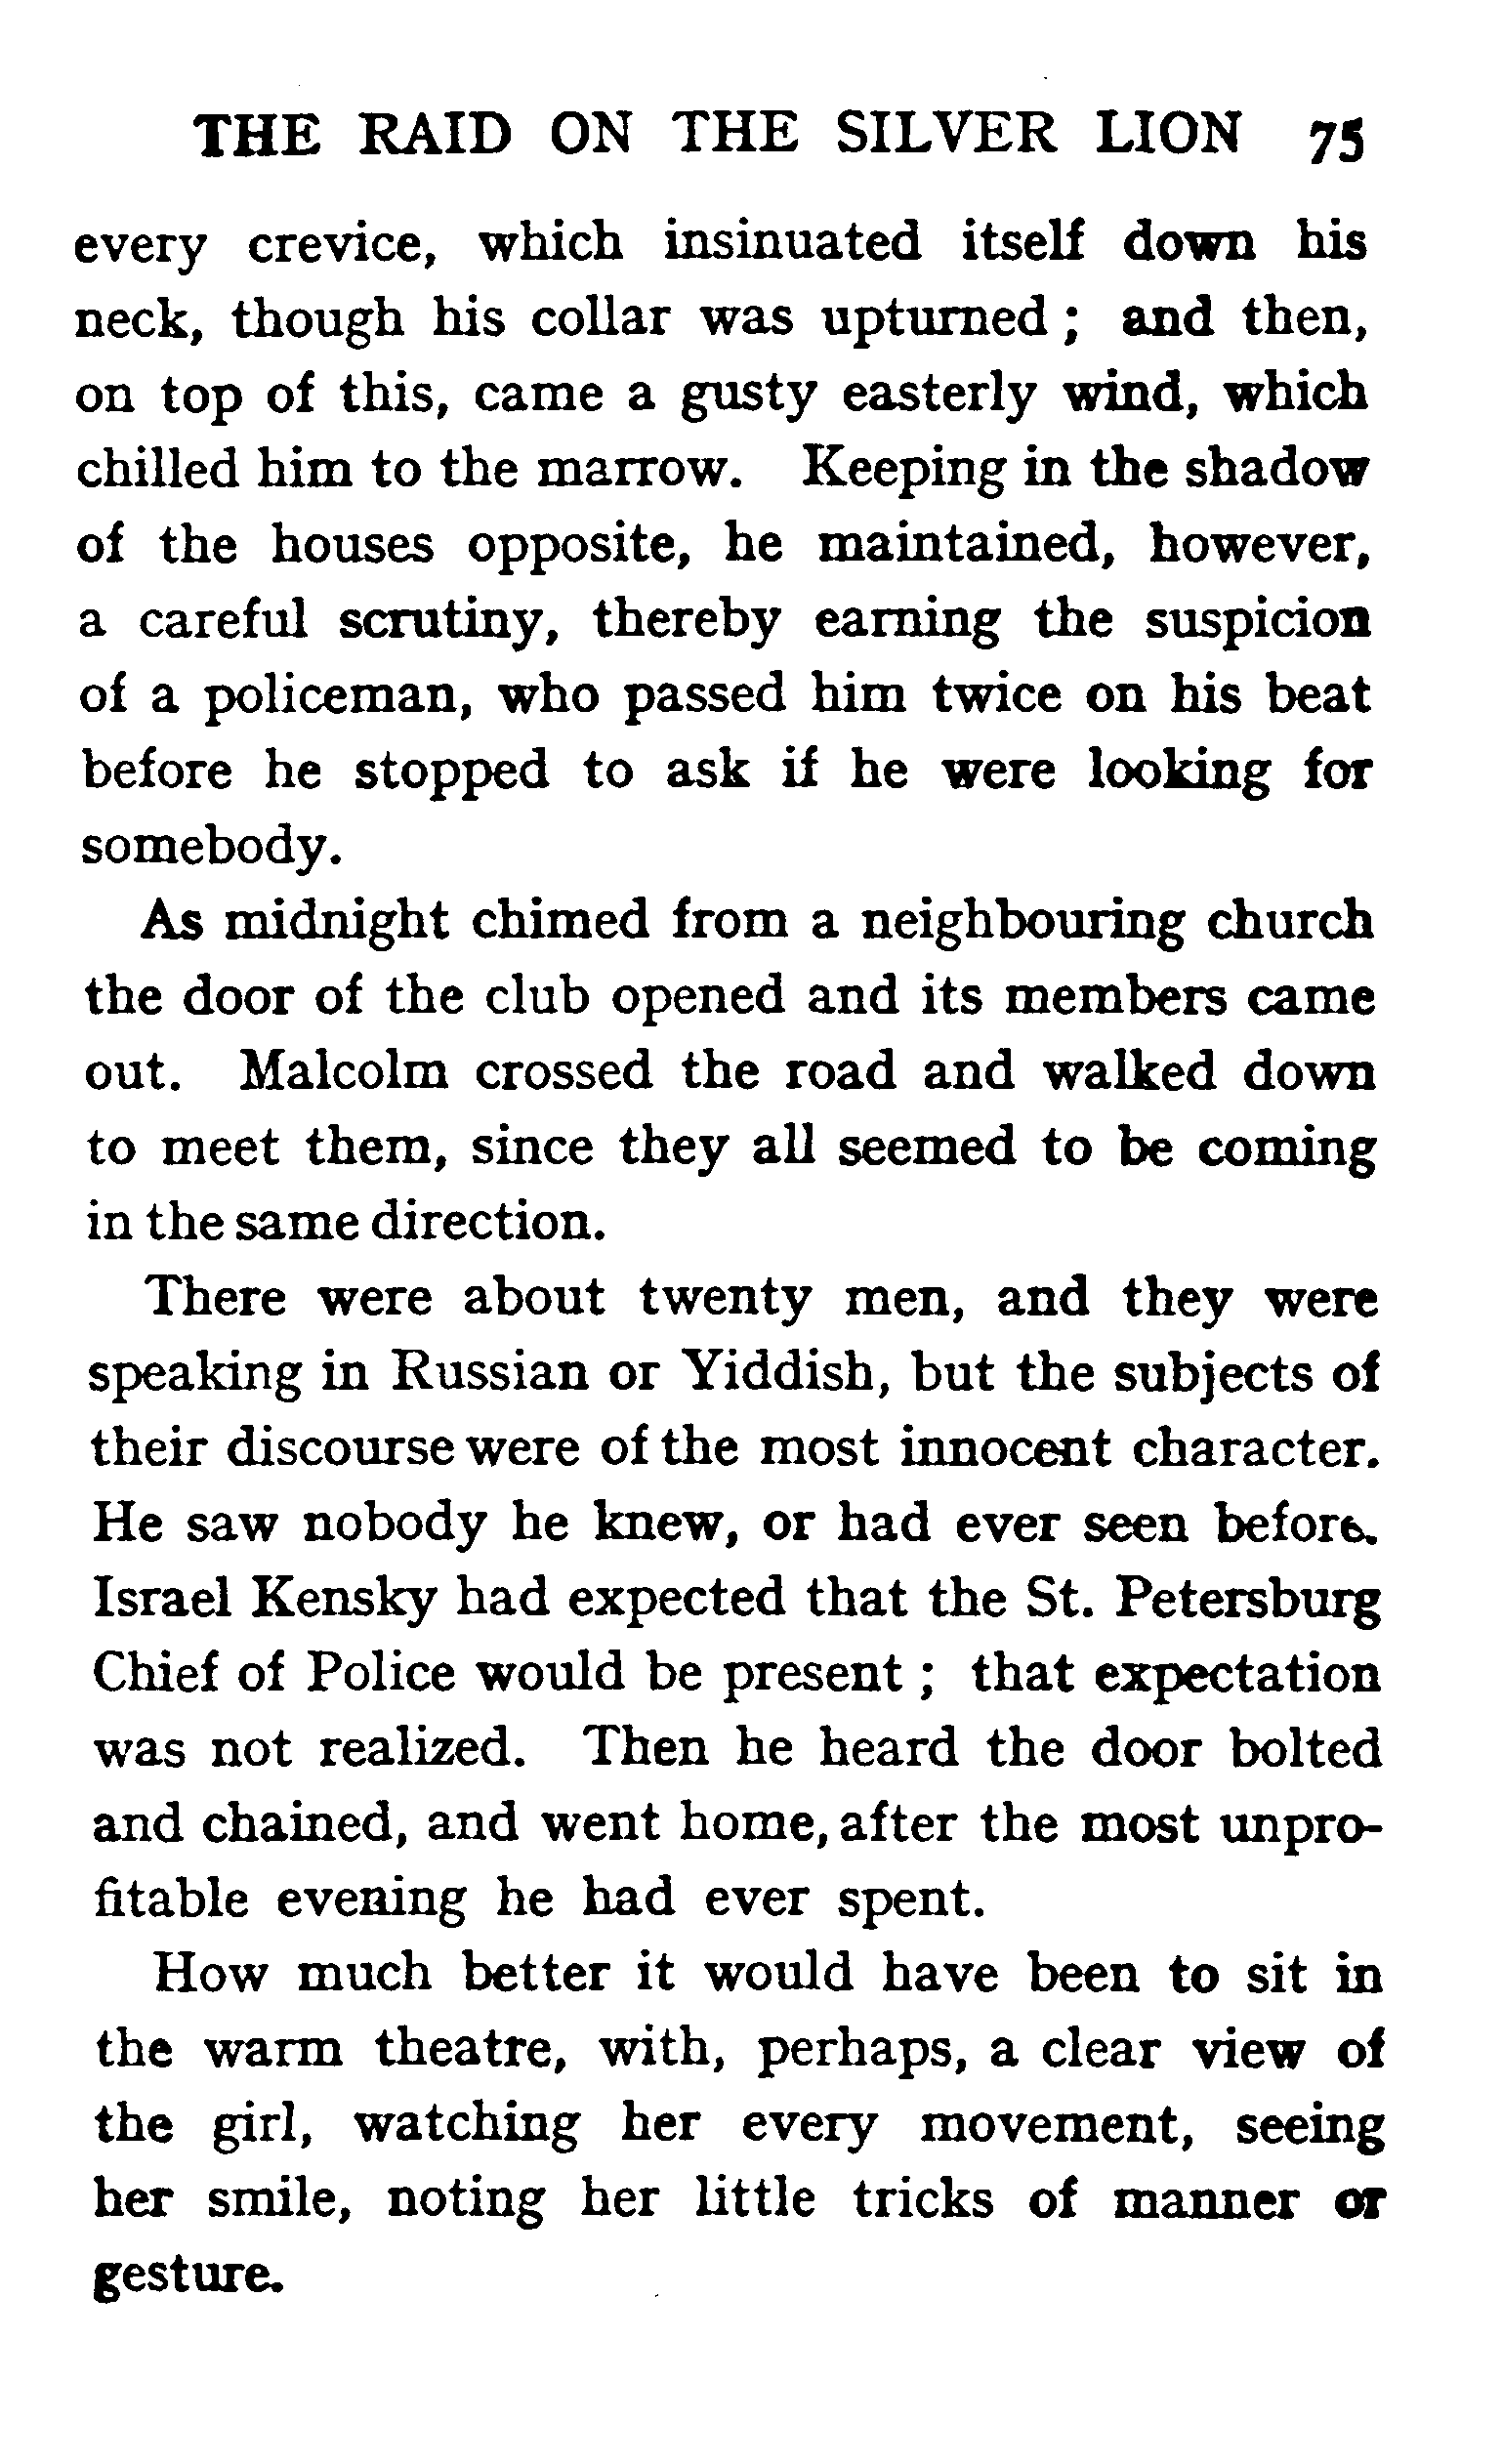 THE RAID ON THE SILVER LION 75
every crevice, which insinuated itself down his
neck, though his collar was upturned ; and then,
on top of this, came a gusty easterly wind, which
chilled him to the marrow. Keeping in the shadow
of the houses opposite, he maintained, however,
a careful scrutiny, thereby earning the suspicion
of a policeman, who passed him twice on his beat
before he stopped to ask if he were looking for
somebody.
As midnight chimed from a neighbouring church
the door of the club opened and its members came
out. Malcolm crossed the road and walked down
to meet them, since they all seemed to be coming
in the same direction.
There were about twenty men, and they were
speaking in Russian or Yiddish, but the subjects of
their discourse were of the most innocent character.
He saw nobody he knew, or had ever seen before.
Israel Kensky had expected that the St. Petersburg
Chief of Police would be present ; that expectation
was not realized. Then he heard the door bolted
and chained, and went home, after the most unpro-
fitable evening he had ever spent.
How much better it would have been to sit in
the warm theatre, with, perhaps, a clear view of
the girl, watching her every movement, seeing
her smile, noting her little tricks of manner or
gesture.